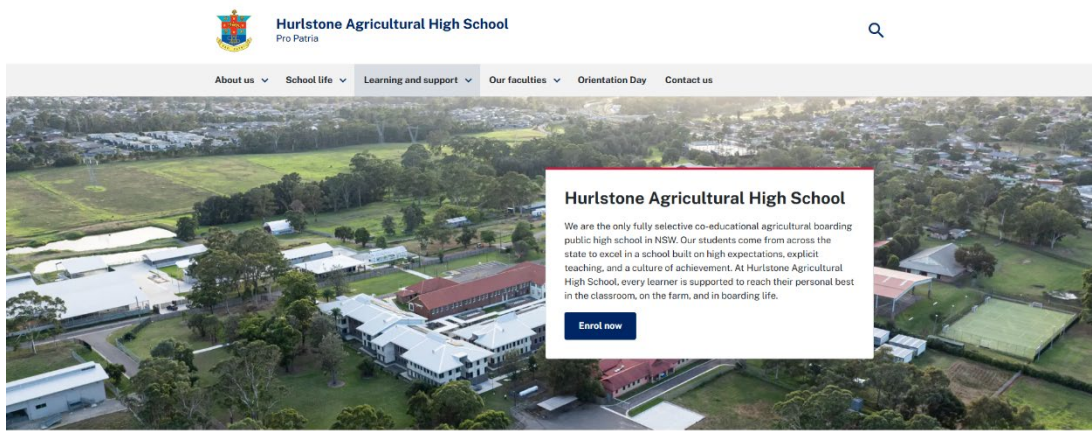 Hurlstone Agricultural High School
Pro Patria
About us
School life
Learning and support
Our faculties
Orientation Day
Contact us
Hurlstone Agricultural High School
We are the only fully selective co-educational agricultural boarding
public high school in NSW. Our students come from across the
state to excel in a school built on high expectations, explicit
teaching, and a culture of achievement. At Hurlstone Agricultural
High School, every learner is supported to reach their personal best
in the classroom, on the farm, and in boarding life.
Enrol now